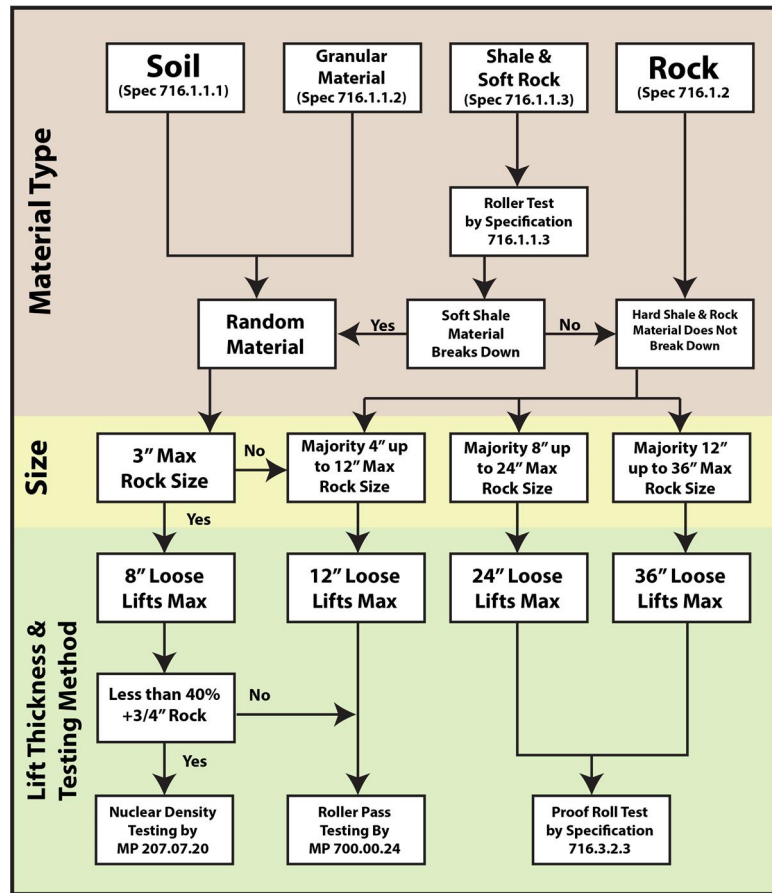 Material Type
Soil
(Spec 716.1.1.1)
Granular
Material
(Spec 716.1.1.2)
Shale &
Soft Rock
(Spec 716.1.1.3)
Rock
(Spec 716.1.2
Roller Test
by Specification
716.1.1.3
Random
Material
Yes
Soft Shale
Material
Breaks Down
No
Hard Shale & Rock
Material Does Not
Break Down
Size
3” Max
Rock Size
No
Majority 4” up
to 12” Max
Rock Size
Majority 8” up
to 24” Max
Rock Size
Majority 12”
up to 36” Max
Rock Size
Yes
Lift Thickness &
Testing Method
8” Loose
Lifts Max
12” Loose
Lifts Max
24” Loose
Lifts Max
36” Loose
Lifts Max
Less than 40%
+3/4” Rock
No
Yes
Nuclear Density
Testing by
MP 207.07.20
Roller Pass
Testing By
MP 700.00.24
Proof Roll Test
by Specification
716.3.2.3